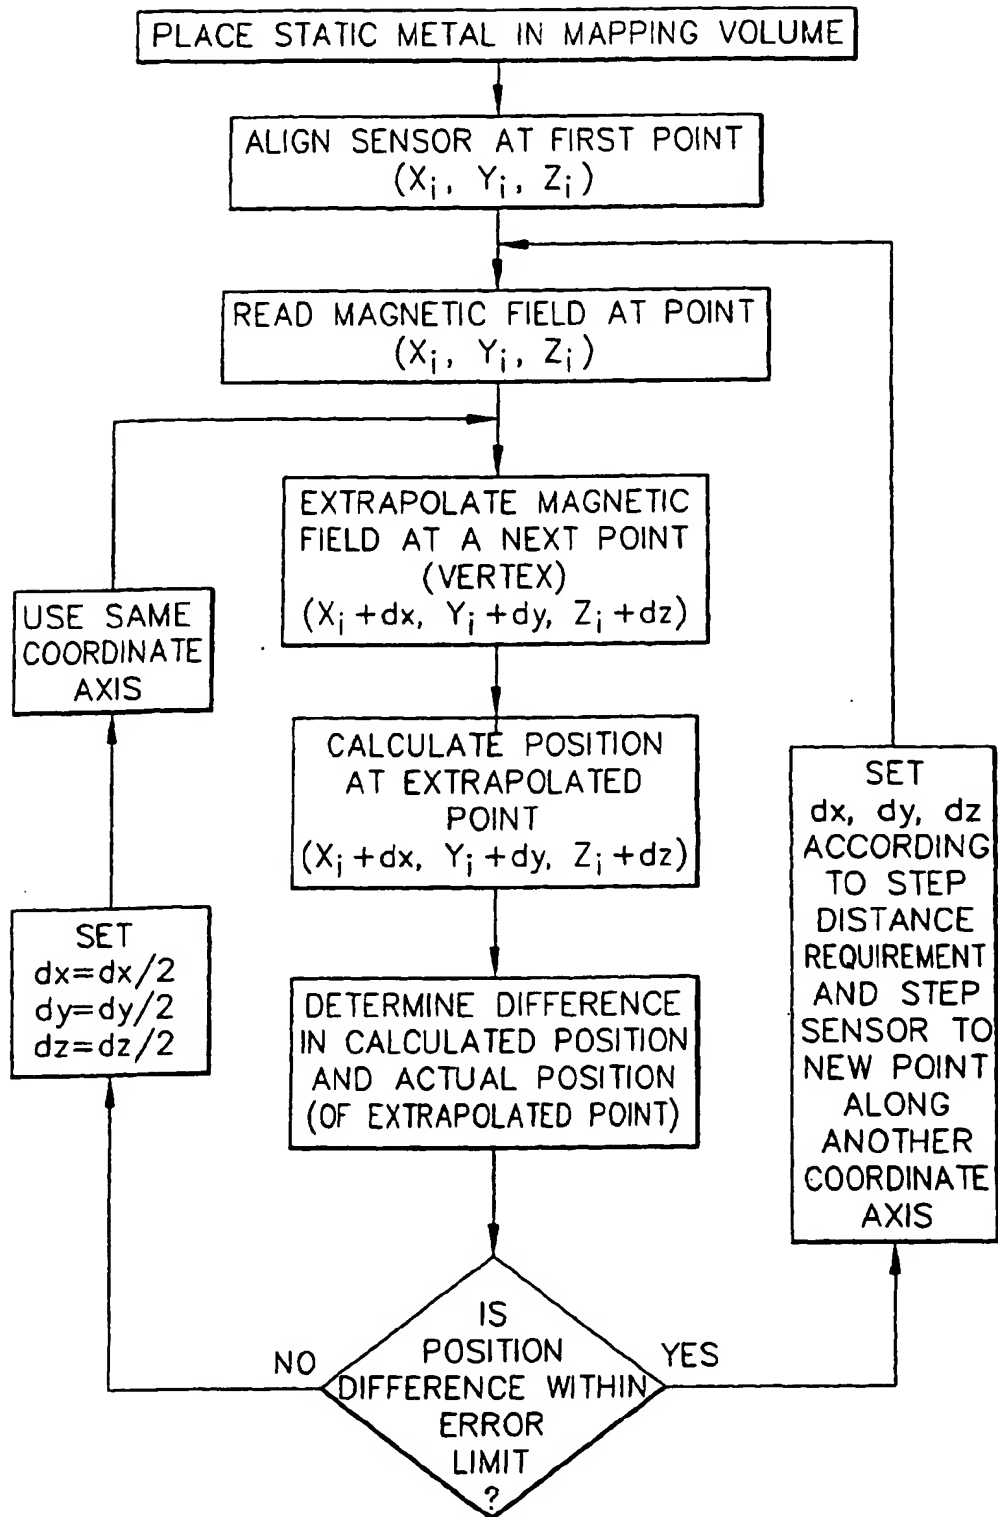 PLACE STATIC METAL IN MAPPING VOLUME
ALIGN SENSOR AT FIRST POINT
(Xi, Yi, Zi)
READ MAGNETIC FIELD AT POINT
(Xi, Yi, Zi)
EXTRAPOLATE MAGNETIC
FIELD AT A NEXT POINT
(VERTEX)
(Xi+dx, Yi+dy, Zi+dz)
CALCULATE POSITION
AT EXTRAPOLATED
POINT
(Xi+dx, Yi+dy, Zi+dz)
DETERMINE DIFFERENCE
IN CALCULATED POSITION
AND ACTUAL POSITION
(OF EXTRAPOLATED POINT)
IS
POSITION
DIFFERENCE WITHIN
ERROR
LIMIT
?
NO
SET
dx=dx/2
dy=dy/2
dz=dz/2
USE SAME
COORDINATE
AXIS
YES
SET
dx, dy, dz
ACCORDING
TO STEP
DISTANCE
REQUIREMENT
AND STEP
SENSOR TO
NEW POINT
ALONG
ANOTHER
COORDINATE
AXIS